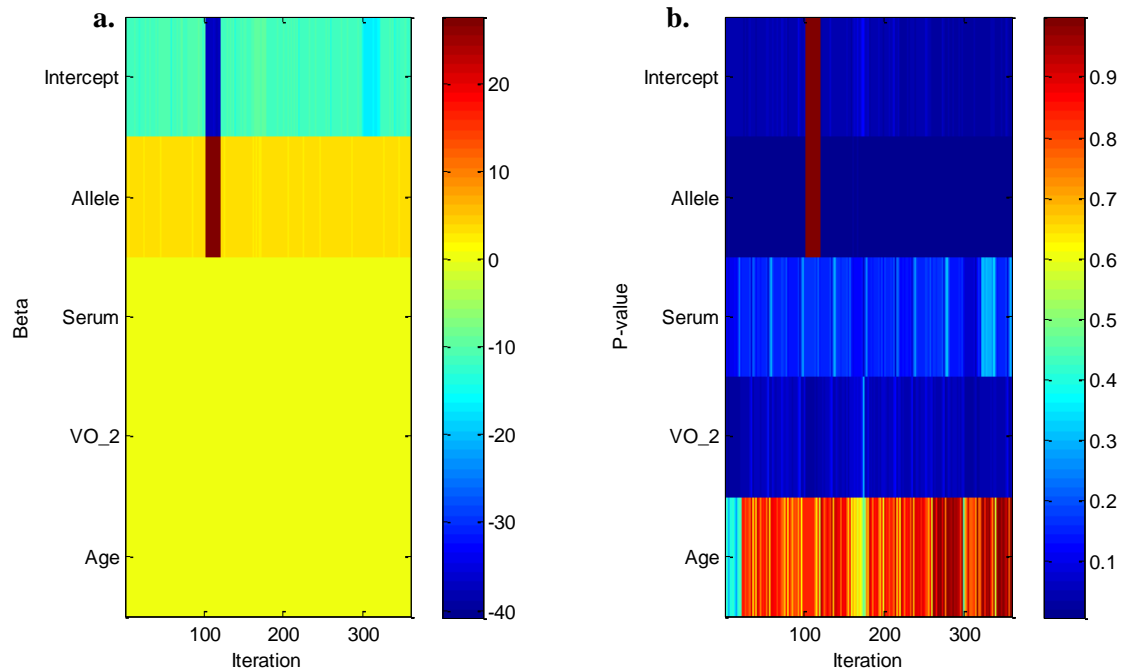 a.
Beta
Intercept
Allele
Serum
VO_2
Age
100
200
300
Iteration
20
10
0
-10
-20
-30
-40
b.
P-value
Intercept
Allele
Serum
VO_2
Age
100
200
300
Iteration
0.9
0.8
0.7
0.6
0.5
0.4
0.3
0.2
0.1